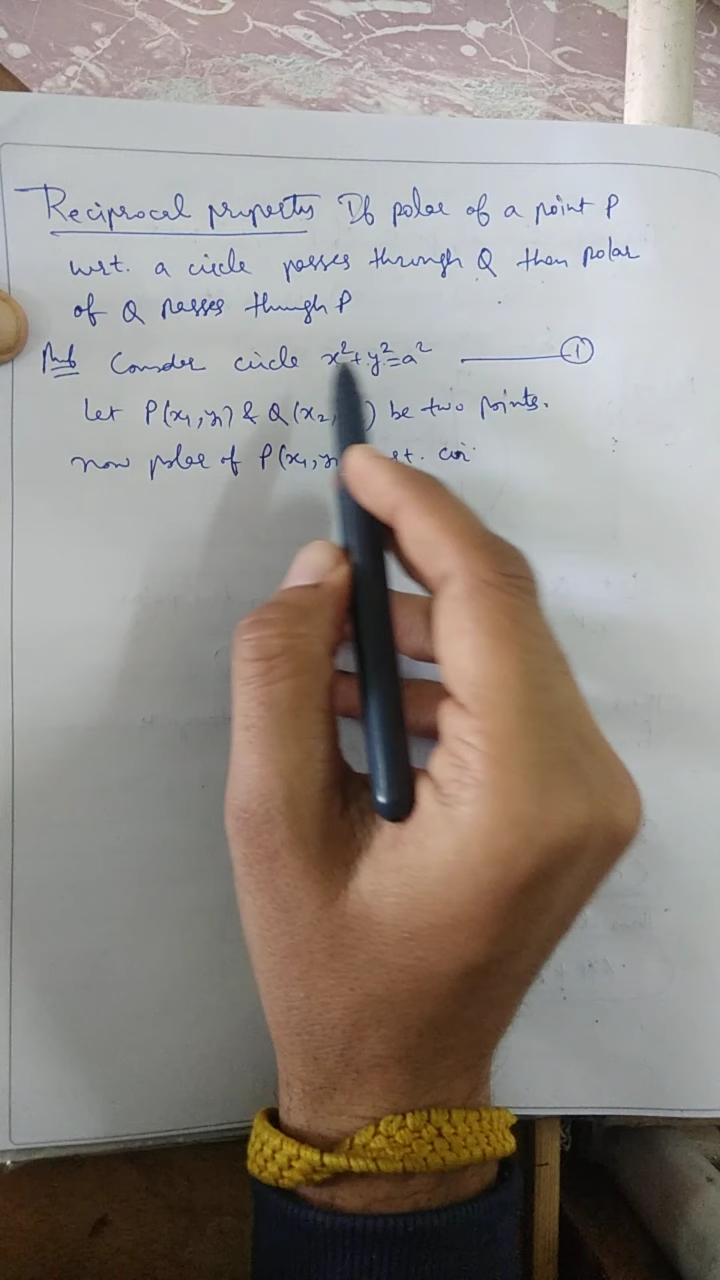 Reciprocal property If polar of a point P
wrt. a circle passes through Q then polar
of Q passes through P
Proof Consider circle x²+y²=a² ——— ①
Let P(x₁,y₁) & Q(x₂, ) be two points.
now polar of P(x₁,y₁ cir